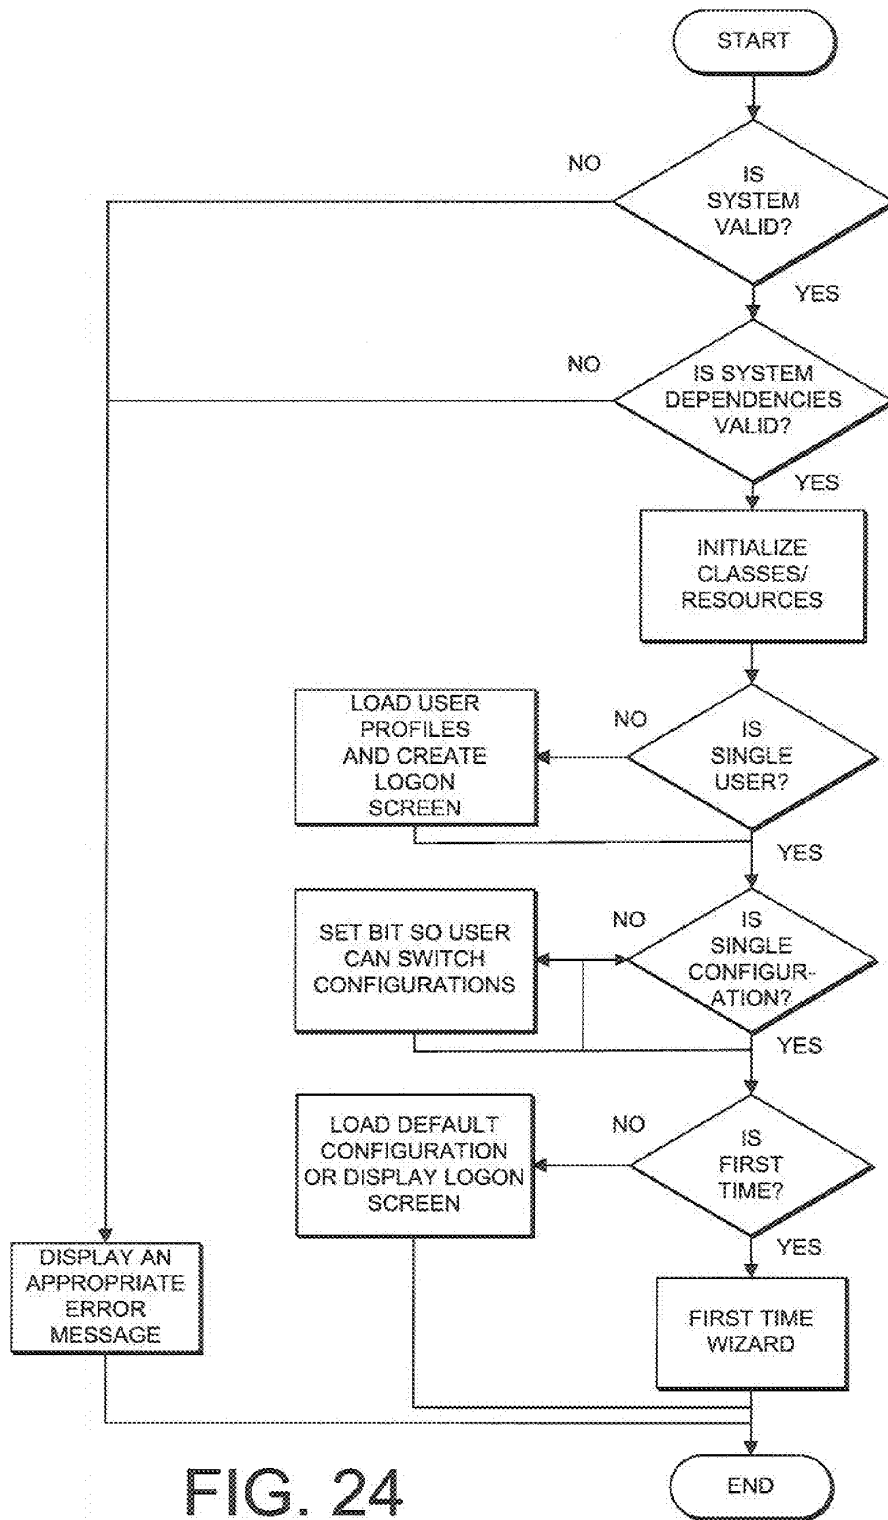 START
NO
IS
SYSTEM
VALID?
YES
NO
IS SYSTEM
DEPENDENCIES
VALID?
YES
INITIALIZE
CLASSES/
RESOURCES
LOAD USER
PROFILES
AND CREATE
LOGON
SCREEN
NO
IS
SINGLE
USER?
YES
SET BIT SO USER
CAN SWITCH
CONFIGURATIONS
NO
IS
SINGLE
CONFIGUR-
ATION?
YES
LOAD DEFAULT
CONFIGURATION
OR DISPLAY LOGON
SCREEN
NO
IS
FIRST
TIME?
YES
DISPLAY AN
APPROPRIATE
ERROR
MESSAGE
FIRST TIME
WIZARD
END
FIG. 24